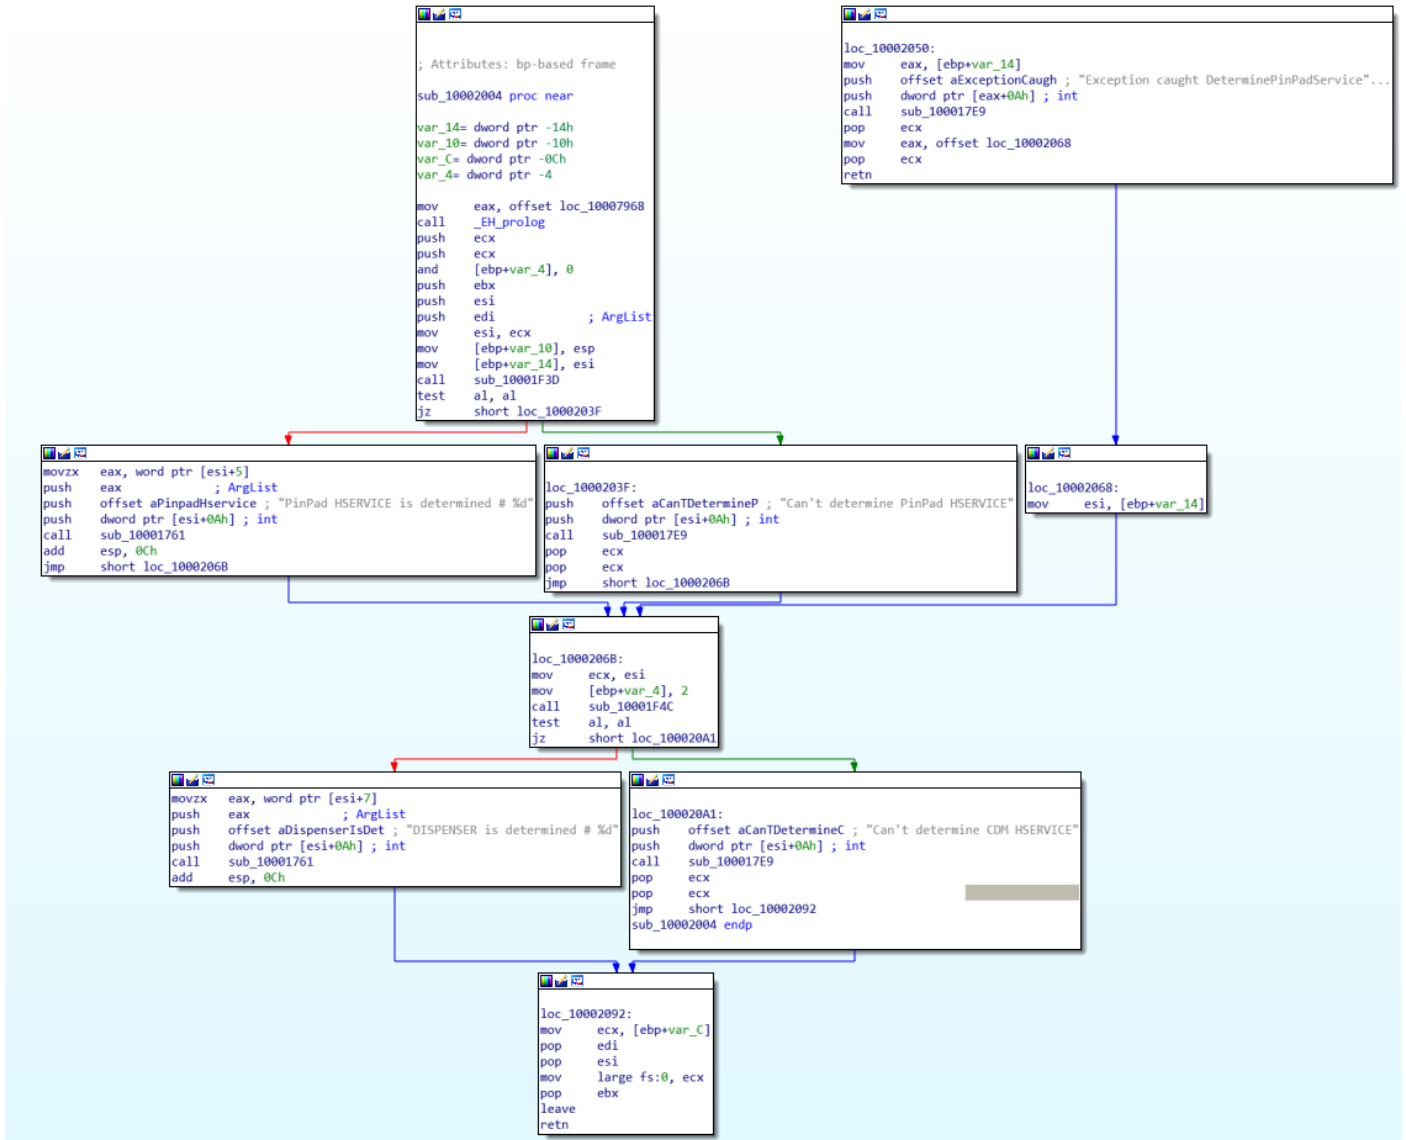 ; Attributes: bp-based frame
sub_10002004 proc near
var_14= dword ptr -14h
var_10= dword ptr -10h
var_C= dword ptr -0Ch
var_4= dword ptr -4
mov eax, offset loc_10007968
call _EH_prolog
push ecx
push ecx
and [ebp+var_4], 0
push ebx
push esi
push edi ; ArgList
mov esi, ecx
mov [ebp+var_10], esp
mov [ebp+var_14], esi
call sub_10001F3D
test al, al
jz short loc_1000203F
loc_10002050:
mov eax, [ebp+var_14]
push offset aExceptionCaugh ; "Exception caught DeterminePinPadService"...
push dword ptr [eax+0Ah] ; int
call sub_100017E9
pop ecx
mov eax, offset loc_10002068
pop ecx
retn
movzx eax, word ptr [esi+5]
push eax ; ArgList
push offset aPinpadHservice ; "PinPad HSERVICE is determined # %d"
push dword ptr [esi+0Ah] ; int
call sub_10001761
add esp, 0Ch
jmp short loc_1000206B
loc_1000203F:
push offset aCanTDetermineP ; "Can't determine PinPad HSERVICE"
push dword ptr [esi+0Ah] ; int
call sub_100017E9
pop ecx
pop ecx
jmp short loc_1000206B
loc_10002068:
mov esi, [ebp+var_14]
loc_1000206B:
mov ecx, esi
mov [ebp+var_4], 2
call sub_10001F4C
test al, al
jz short loc_100020A1
movzx eax, word ptr [esi+7]
push eax ; ArgList
push offset aDispenserIsDet ; "DISPENSER is determined # %d"
push dword ptr [esi+0Ah] ; int
call sub_10001761
add esp, 0Ch
loc_100020A1:
push offset aCanTDetermineC ; "Can't determine CDM HSERVICE"
push dword ptr [esi+0Ah] ; int
call sub_100017E9
pop ecx
pop ecx
jmp short loc_10002092
sub_10002004 endp
loc_10002092:
mov ecx, [ebp+var_C]
pop edi
pop esi
mov large fs:0, ecx
pop ebx
leave
retn